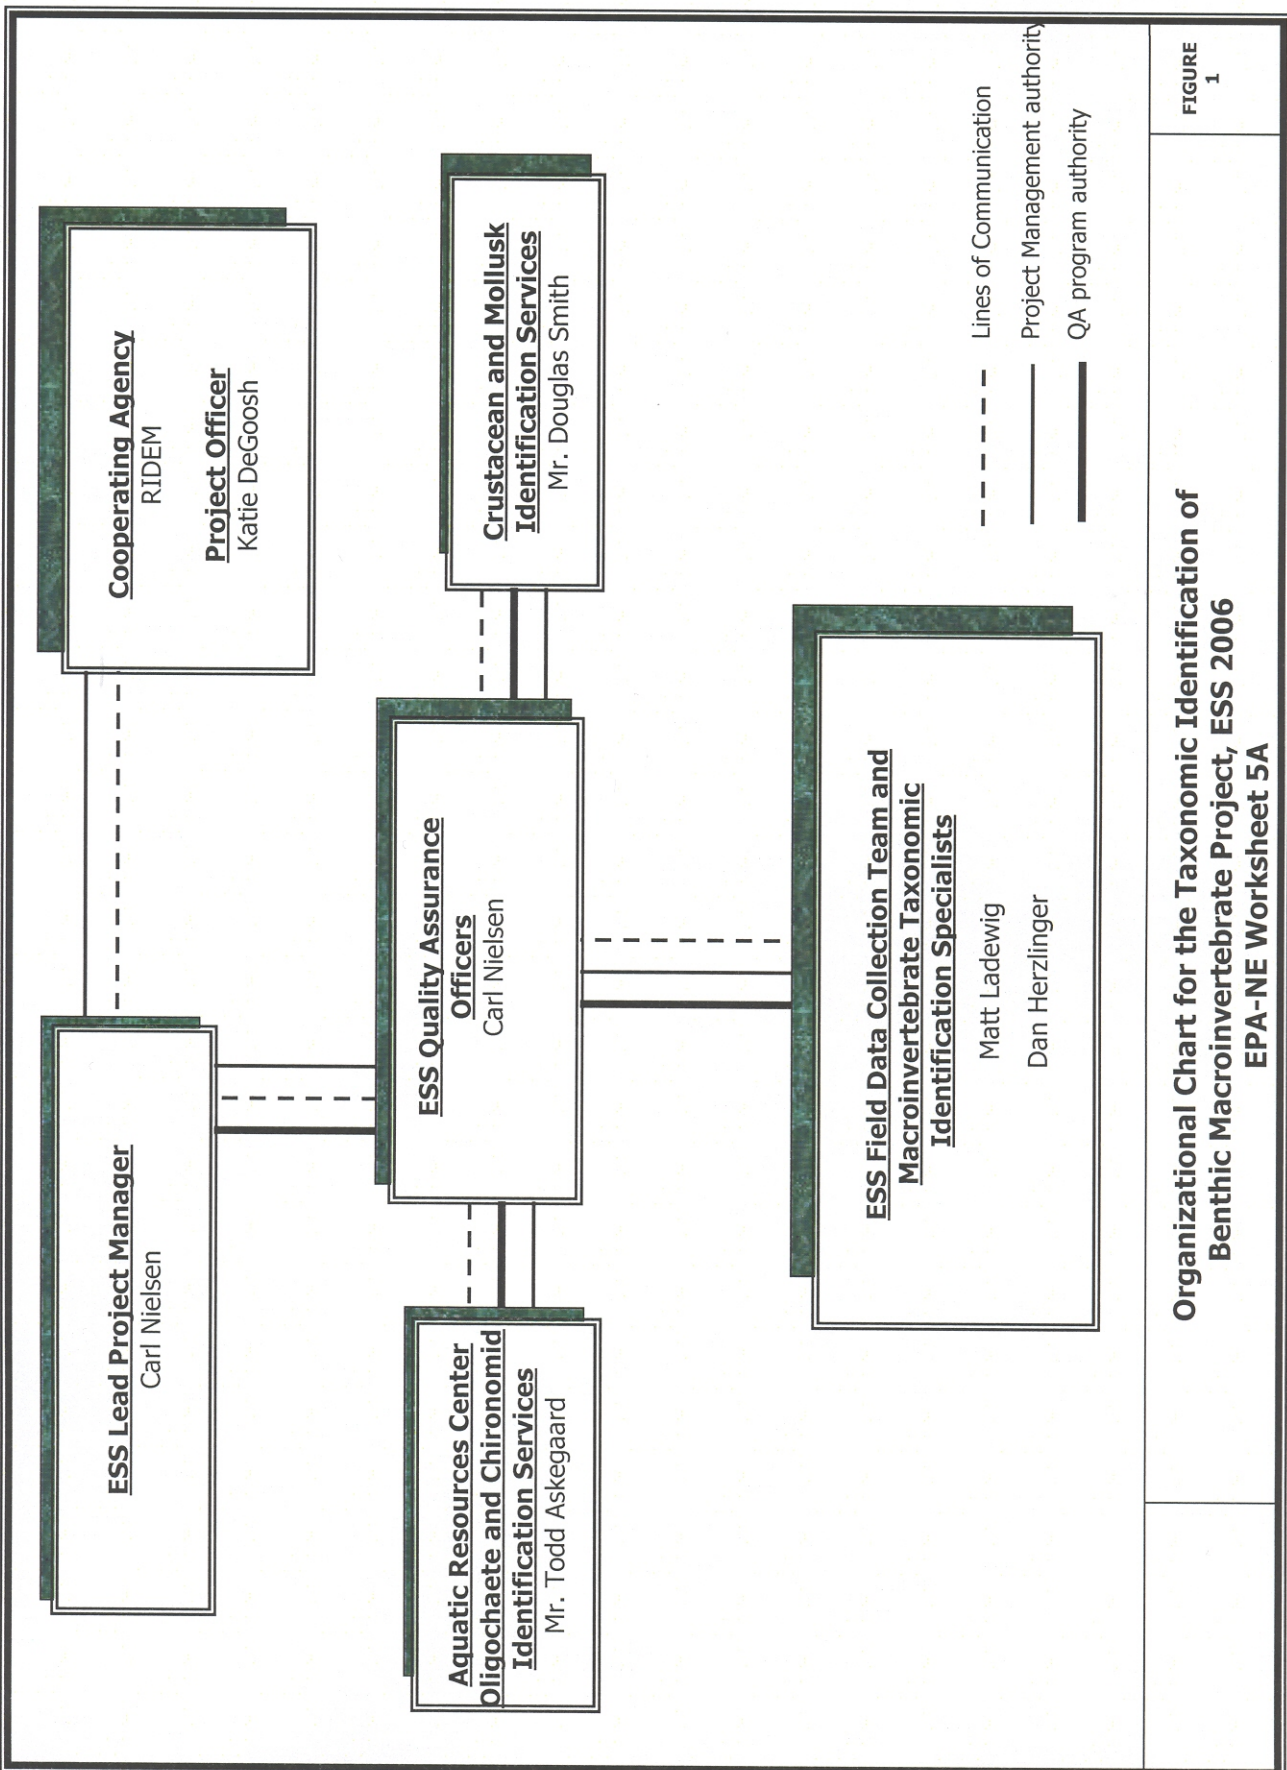 ESS Lead Project Manager
Carl Nielsen
Cooperating Agency
RIDEM
Project Officer
Katie DeGoosh
Aquatic Resources Center
Oligochaete and Chironomid
Identification Services
Mr. Todd Askegaard
ESS Quality Assurance
Officers
Carl Nielsen
Crustacean and Mollusk
Identification Services
Mr. Douglas Smith
ESS Field Data Collection Team and
Macroinvertebrate Taxonomic
Identification Specialists
Matt Ladewig
Dan Herzlinger
Lines of Communication
Project Management authority
QA program authority
Organizational Chart for the Taxonomic Identification of
Benthic Macroinvertebrate Project, ESS 2006
EPA-NE Worksheet 5A
FIGURE
1